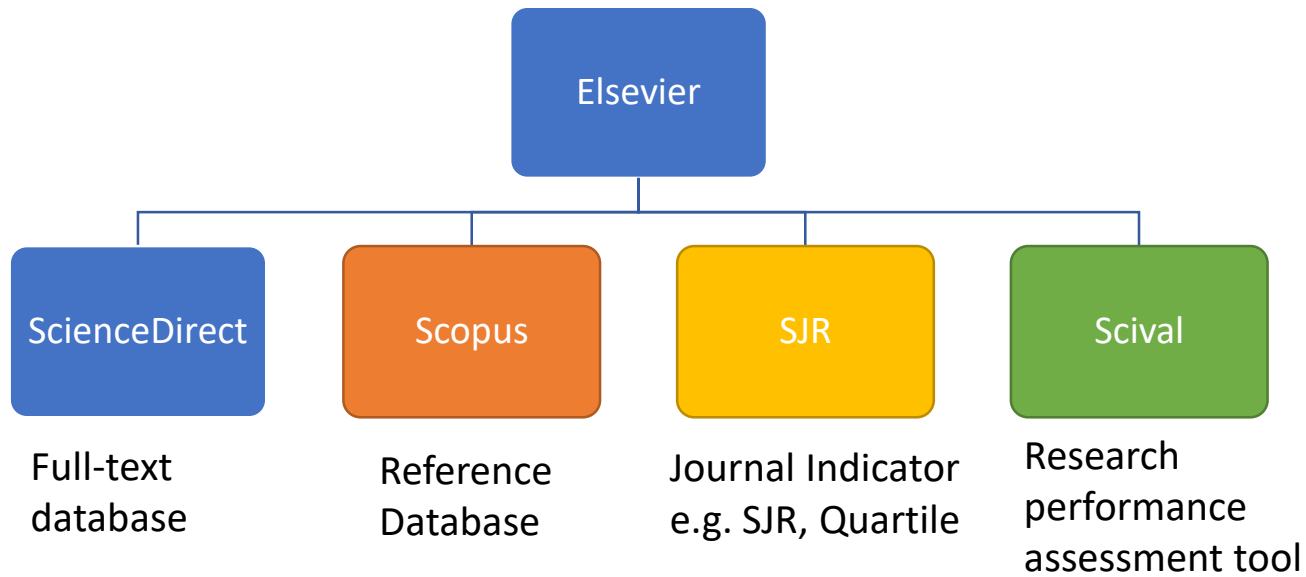 Elsevier
ScienceDirect
Scopus
SJR
Scival
Full-text
database
Reference
Database
Journal Indicator
e.g. SJR, Quartile
Research
performance
assessment tool